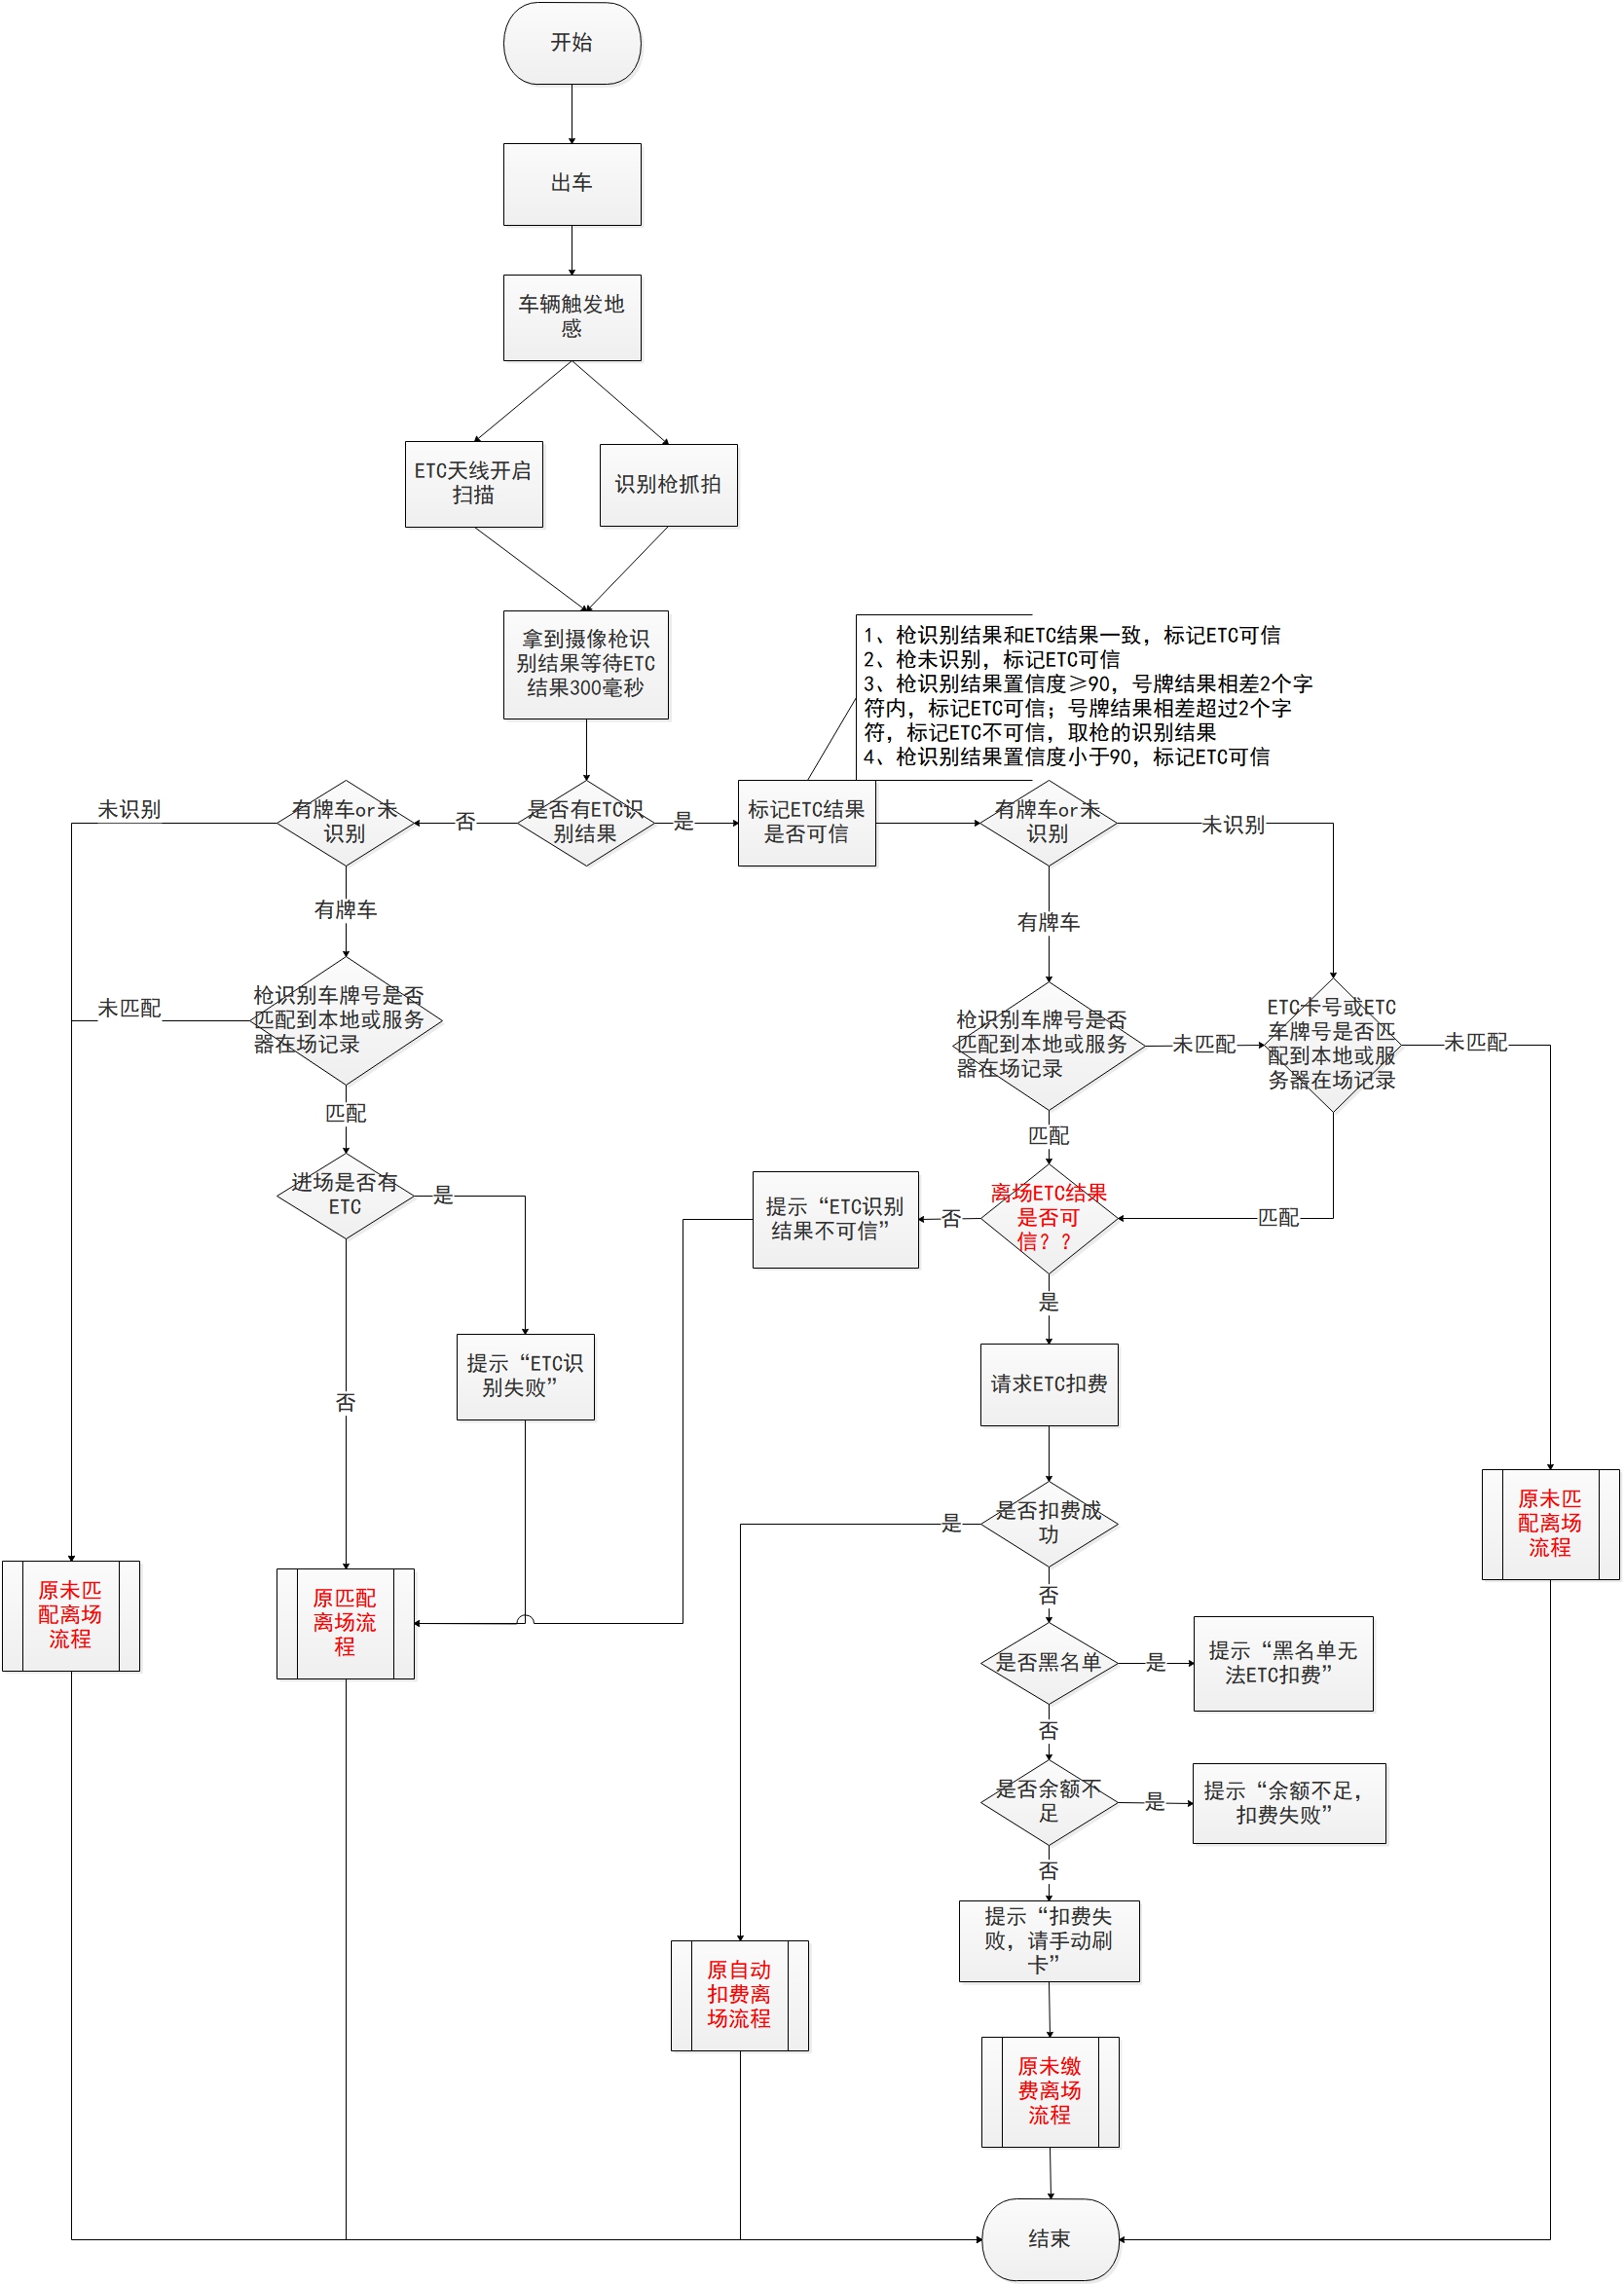 开始
出车
车辆触发地
感
ETC天线开启
扫描
识别枪抓拍
拿到摄像枪识
别结果等待ETC
结果300毫秒
1、枪识别结果和ETC结果一致，标记ETC可信
2、枪未识别，标记ETC可信
3、枪识别结果置信度≥90，号牌结果相差2个字
符内，标记ETC可信；号牌结果相差超过2个字
符，标记ETC不可信，取枪的识别结果
4、枪识别结果置信度小于90，标记ETC可信
未识别
有牌车or未
识别
否
是否有ETC识
别结果
是
标记ETC结果
是否可信
有牌车or未
识别
未识别
有牌车
有牌车
未匹配
枪识别车牌号是否
匹配到本地或服务
器在场记录
枪识别车牌号是否
匹配到本地或服务
器在场记录
未匹配
ETC卡号或ETC
车牌号是否匹
配到本地或服
务器在场记录
未匹配
匹配
匹配
进场是否有
ETC
是
提示“ETC识别
结果不可信”
否
离场ETC结果
是否可
信？？
匹配
是
提示“ETC识
别失败”
否
请求ETC扣费
是
是否扣费成
功
原未匹
配离场
流程
原未匹
配离场
流程
原匹配
离场流
程
否
是否黑名单
是
提示“黑名单无
法ETC扣费”
否
是否余额不
足
是
提示“余额不足，
扣费失败”
否
提示“扣费失
败，请手动刷
卡”
原自动
扣费离
场流程
原未缴
费离场
流程
结束